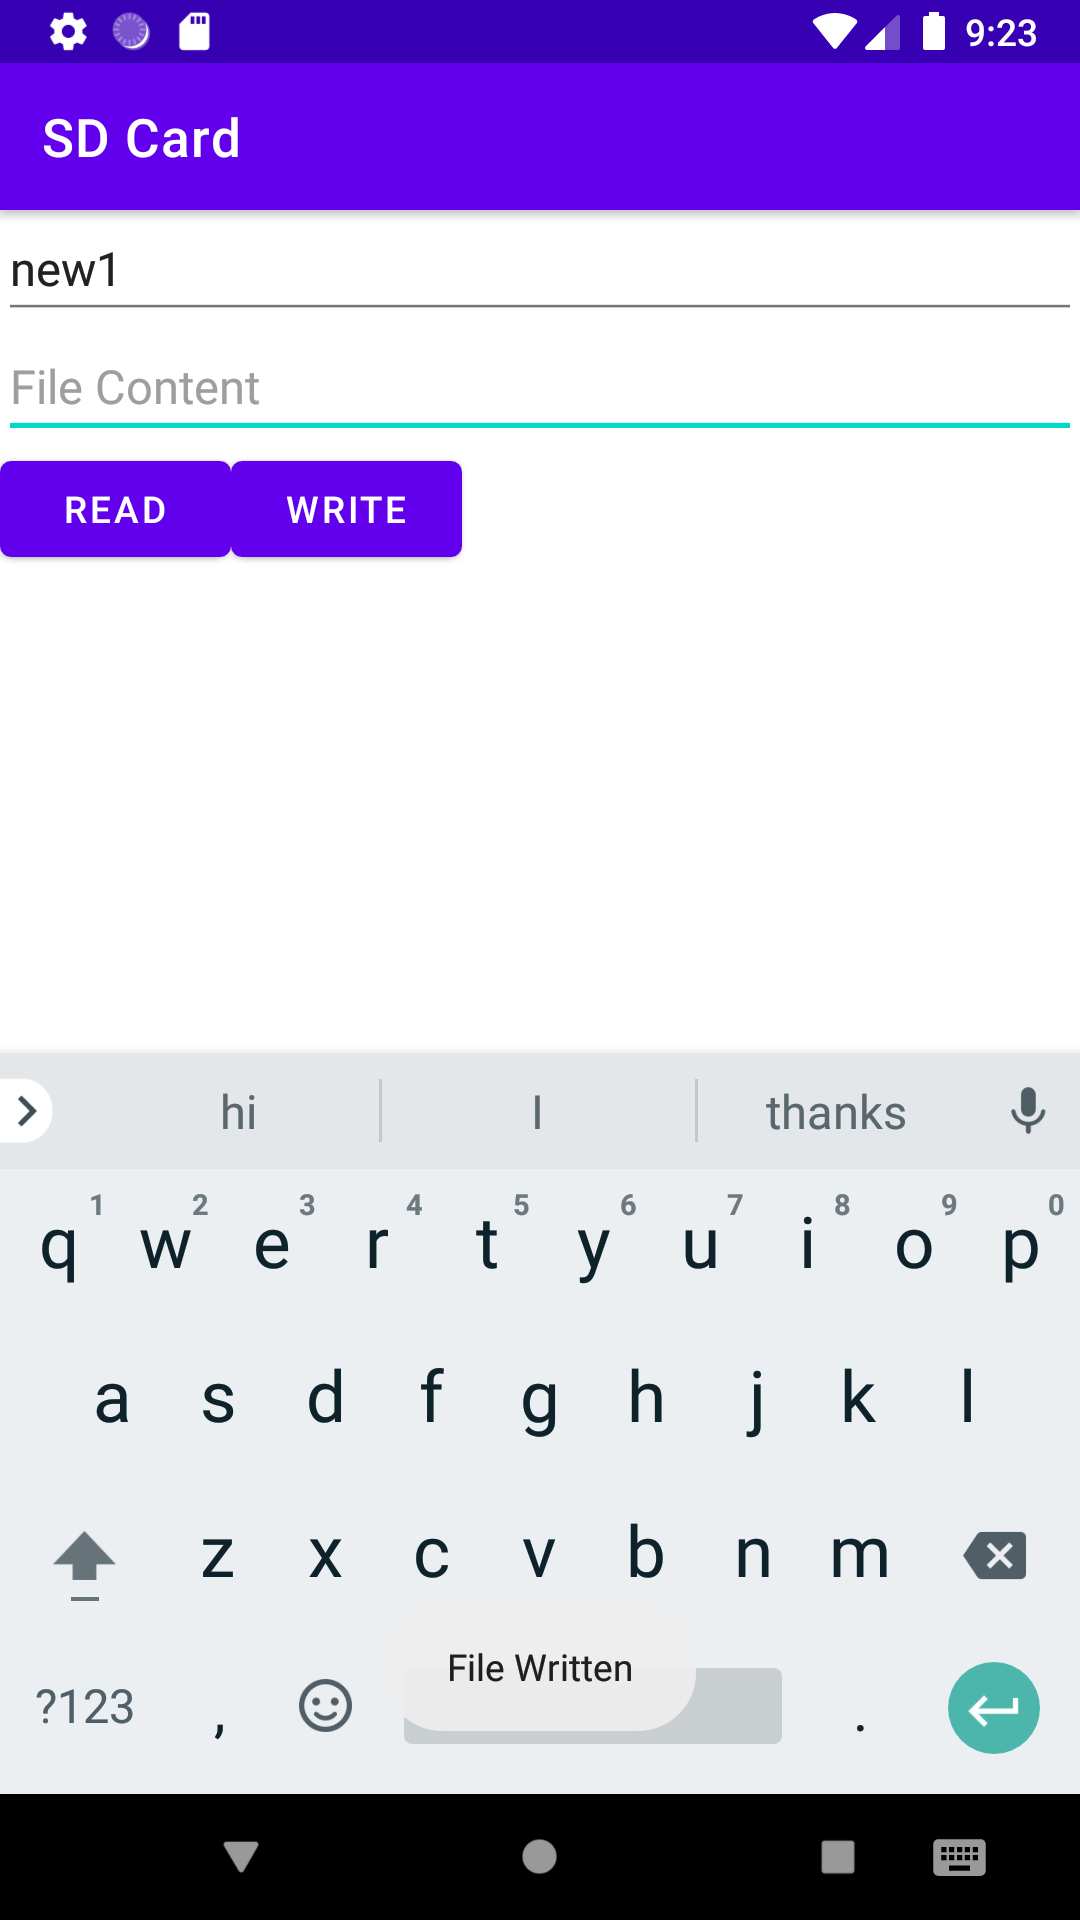 9:23
SD Card
new1
File Content
READ WRITE
hi I thanks
1 2 3 4 5 6 7 8 9 0
q w e r t y u i o p
a s d f g h j k l
z x c v b n m
File Written
?123 , .